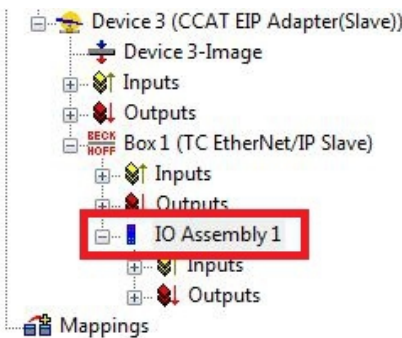 Device 3 (CCAT EIP Adapter(Slave))
Device 3-Image
Inputs
Outputs
BECK
HOFF
Box 1 (TC EtherNet/IP Slave)
Inputs
Outputs
IO Assembly 1
Inputs
Outputs
Mappings